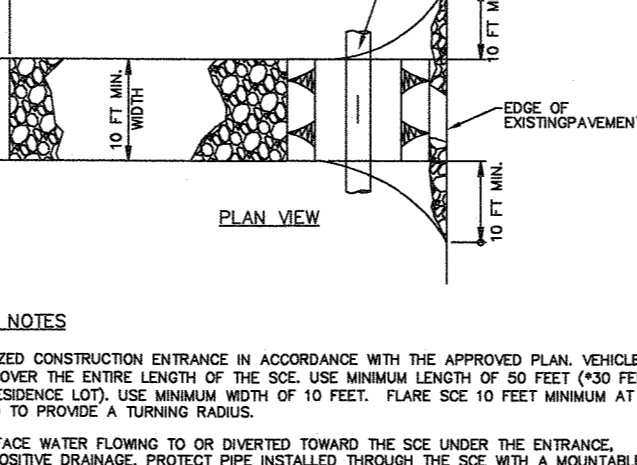 10 FT M
10 FT MIN.
WIDTH
EDGE OF
EXISTINGPAVEMENT
10 FT MIN.
PLAN VIEW
NOTES
ZED CONSTRUCTION ENTRANCE IN ACCORDANCE WITH THE APPROVED PLAN. VEHICLE
OVER THE ENTIRE LENGTH OF THE SCE. USE MINIMUM LENGTH OF 50 FEET (*30 FE
ESIDENCE LOT). USE MINIMUM WIDTH OF 10 FEET. FLARE SCE 10 FEET MINIMUM AT
TO PROVIDE A TURNING RADIUS.
FACE WATER FLOWING TO OR DIVERTED TOWARD THE SCE UNDER THE ENTRANCE,
OSITIVE DRAINAGE. PROTECT PIPE INSTALLED THROUGH THE SCE WITH A MOUNTABLE